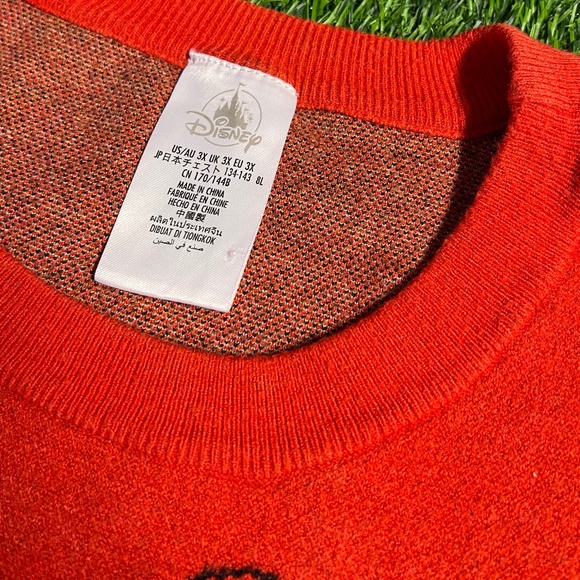 Disney
US/AU 3X UK 3X EU 3X
JP日本チェスト 134-143 8L
CN 170/144B
MADE IN CHINA
FABRIQUÉ EN CHINE
HECHO EN CHINA
中國製
ผลิตในประเทศจีน
DIBUAT DI TIONGKOK
صنع في الصين